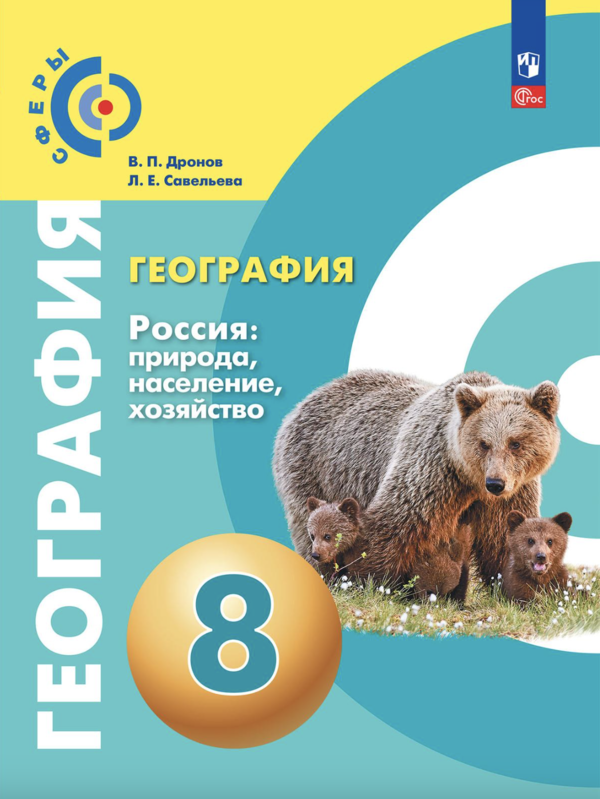 СФЕРЫ
ФГОС
В. П. Дронов
Л. Е. Савельева
ГЕОГРАФИЯ
ГЕОГРАФИЯ
Россия:
природа,
население,
хозяйство
8